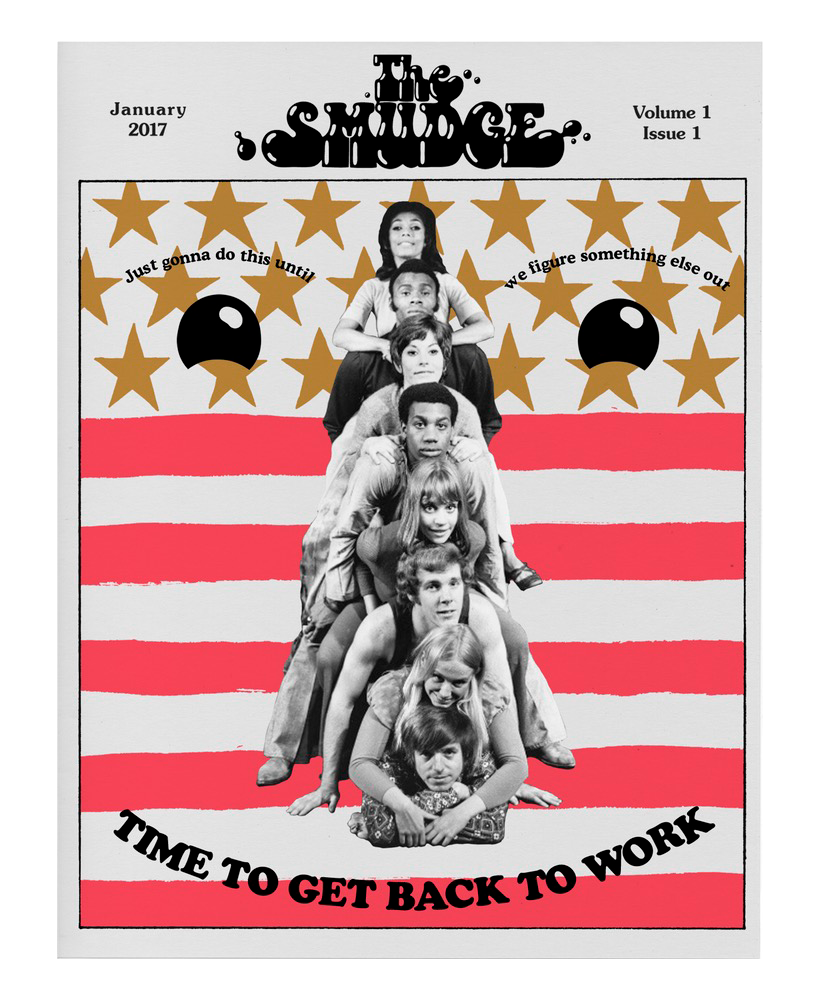 The
SMUDGE
January
2017
Volume 1
Issue 1
Just gonna do this until
we figure something else out
TIME TO GET BACK TO WORK